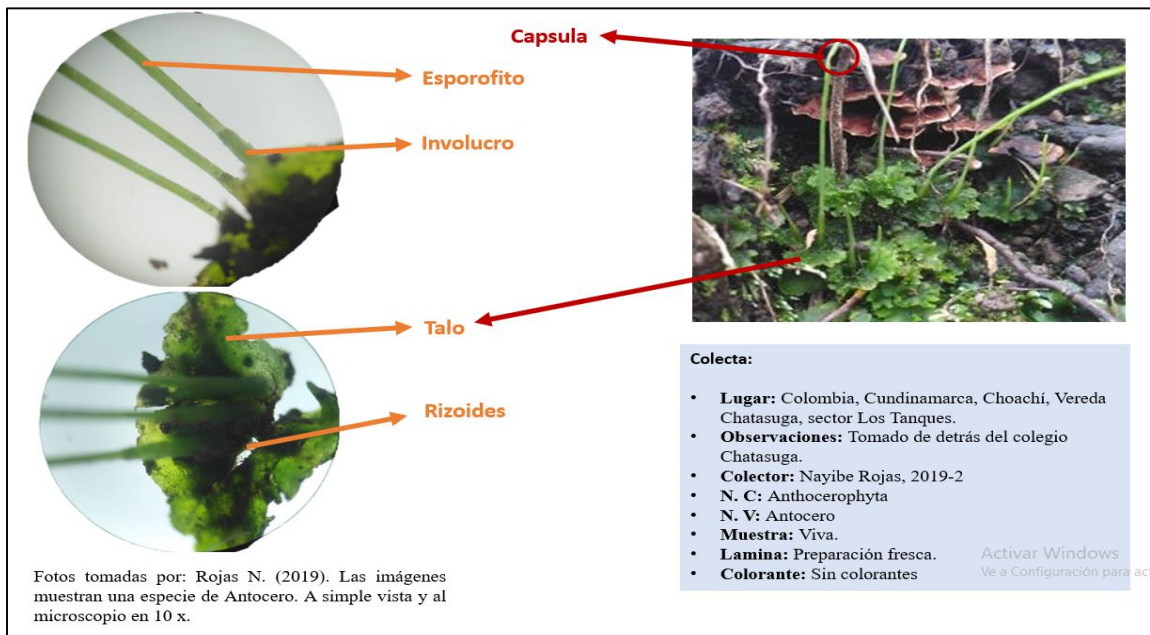 Capsula
Esporofito
Involucro
Talo
Rizoides
Fotos tomadas por: Rojas N. (2019). Las imágenes
muestran una especie de Antocero. A simple vista y al
microscopio en 10 x.
Colecta:
• Lugar: Colombia, Cundinamarca, Choachí, Vereda
Chatasuga, sector Los Tanques.
• Observaciones: Tomado de detrás del colegio
Chatasuga.
• Colector: Nayibe Rojas, 2019-2
• N. C: Anthocerophyta
• N. V: Antocero
• Muestra: Viva.
• Lamina: Preparación fresca.
• Colorante: Sin colorantes
Activar Windows
Ve a Configuración para act